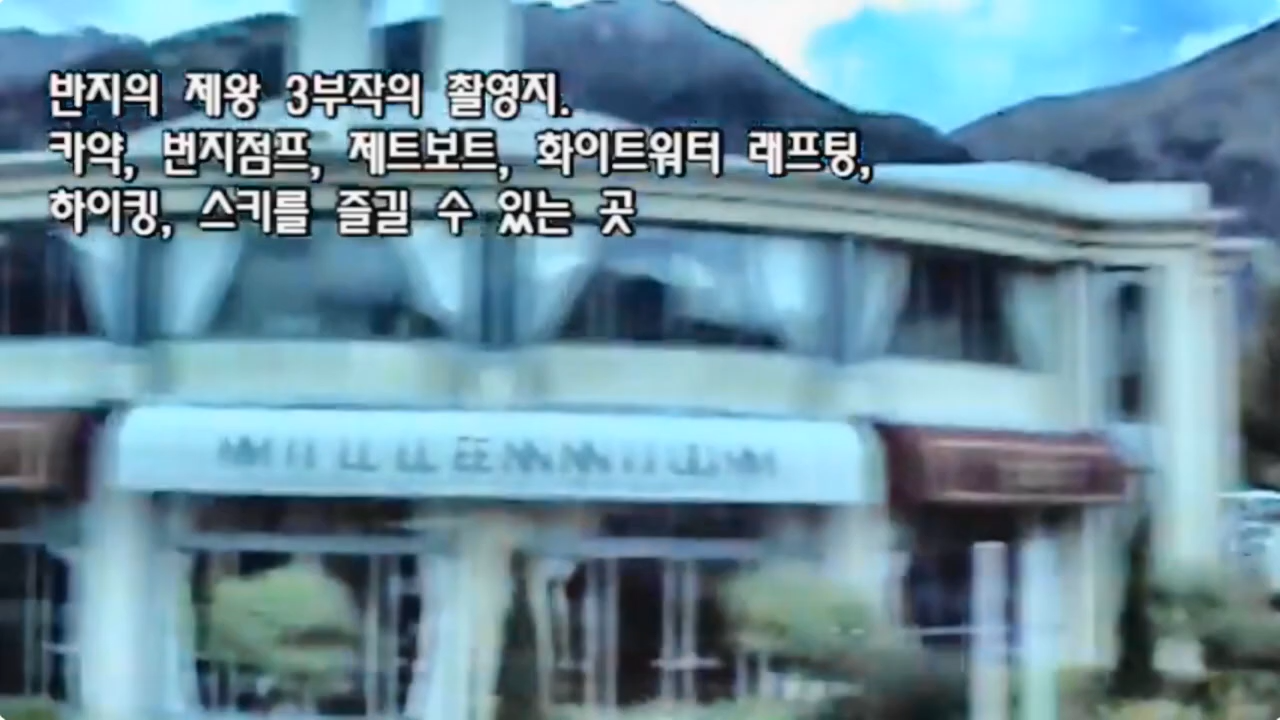 반지의 제왕 3부작의 촬영지.
카약, 번지점프, 제트보트, 화이트워터 래프팅,
하이킹, 스키를 즐길 수 있는 곳
MILLENNIUM